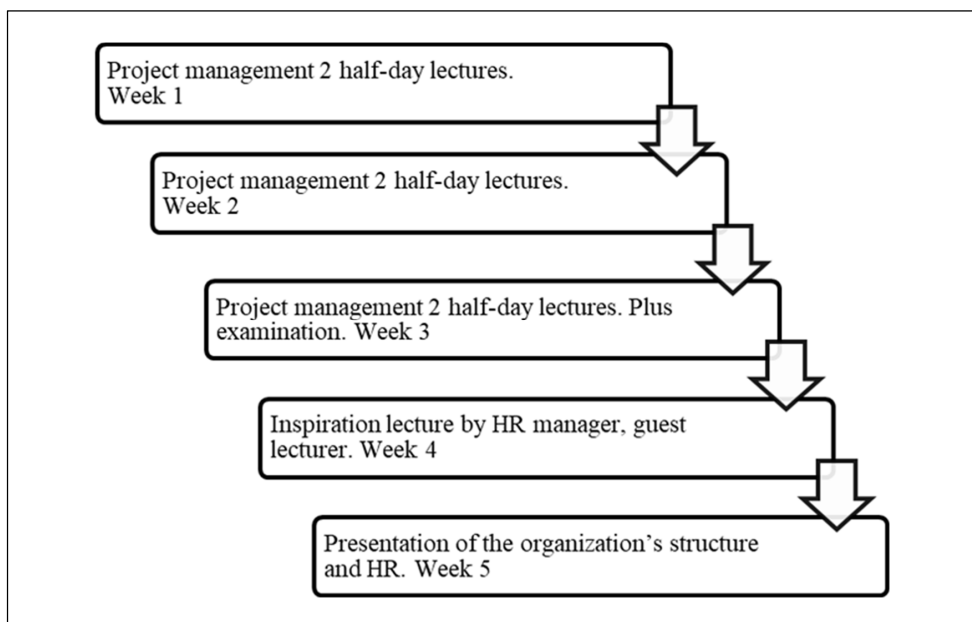 Project management 2 half-day lectures.
Week 1
Project management 2 half-day lectures.
Week 2
Project management 2 half-day lectures. Plus
examination. Week 3
Inspiration lecture by HR manager, guest
lecturer. Week 4
Presentation of the organization’s structure
and HR. Week 5